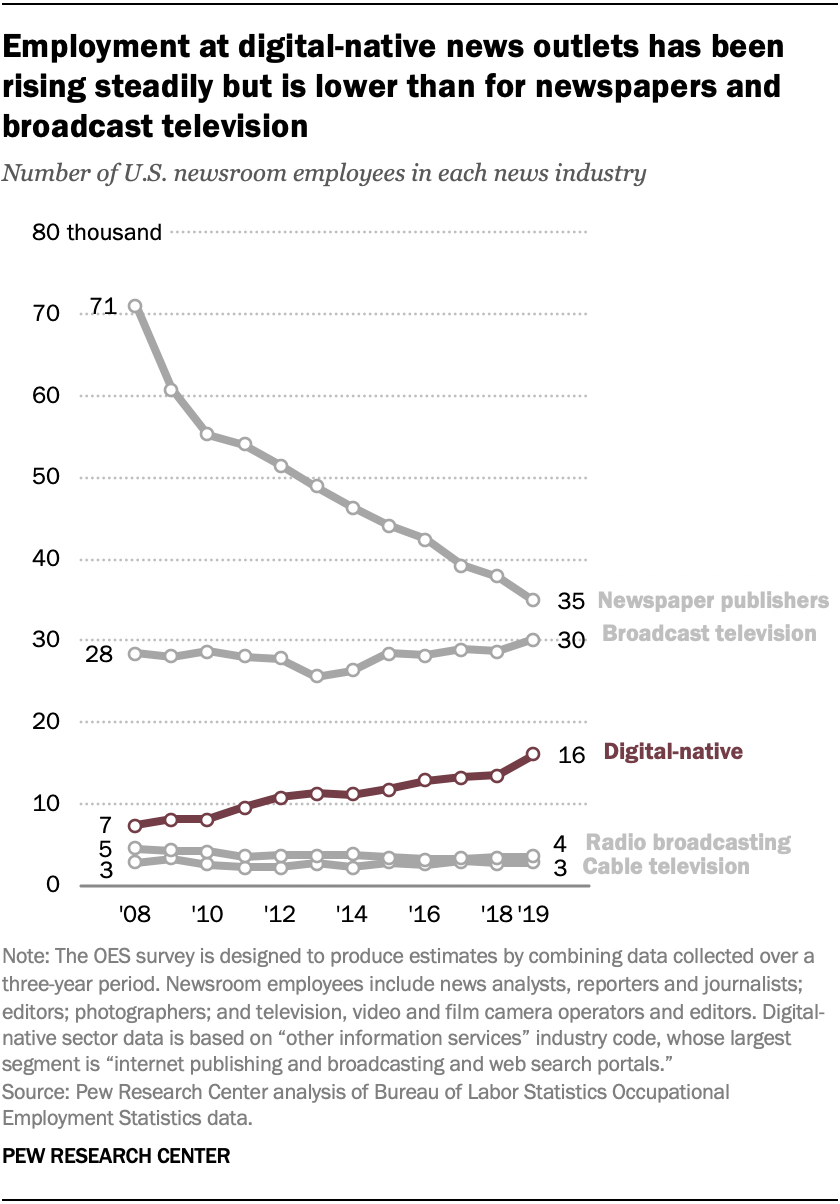 Employment at digital-native news outlets has been
rising steadily but is lower than for newspapers and
broadcast television
Number of U.S. newsroom employees in each news industry
80 thousand
71
70
60
50
40
35 Newspaper publishers
30
30 Broadcast television
28
20
16 Digital-native
10
7
5
4 Radio broadcasting
3
3 Cable television
0
'08 '10 '12 '14 '16 '18 '19
Note: The OES survey is designed to produce estimates by combining data collected over a
three-year period. Newsroom employees include news analysts, reporters and journalists;
editors; photographers; and television, video and film camera operators and editors. Digital-
native sector data is based on “other information services” industry code, whose largest
segment is “internet publishing and broadcasting and web search portals.”
Source: Pew Research Center analysis of Bureau of Labor Statistics Occupational
Employment Statistics data.
PEW RESEARCH CENTER